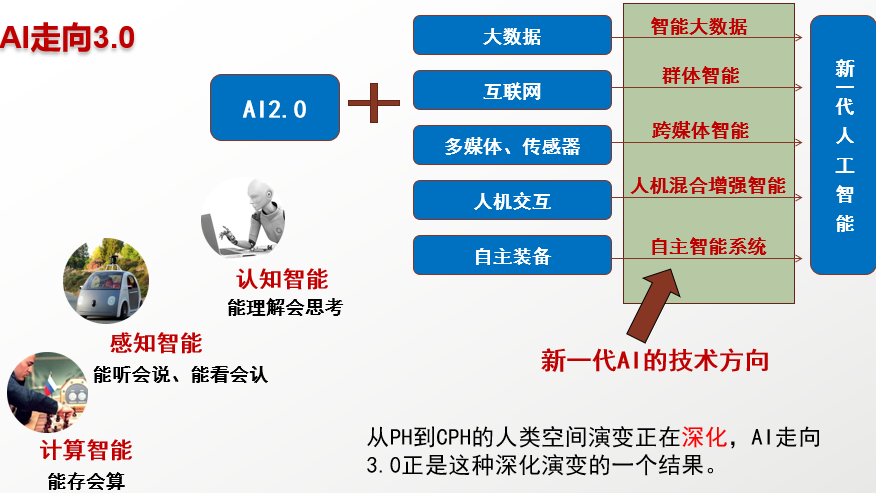 AI走向3.0
AI2.0
大数据
互联网
多媒体、传感器
人机交互
自主装备
智能大数据
群体智能
跨媒体智能
人机混合增强智能
自主智能系统
新一代人工智能
新一代AI的技术方向
认知智能
能理解会思考
感知智能
能听会说、能看会认
计算智能
能存会算
从PH到CPH的人类空间演变正在深化，AI走向
3.0正是这种深化演变的一个结果。